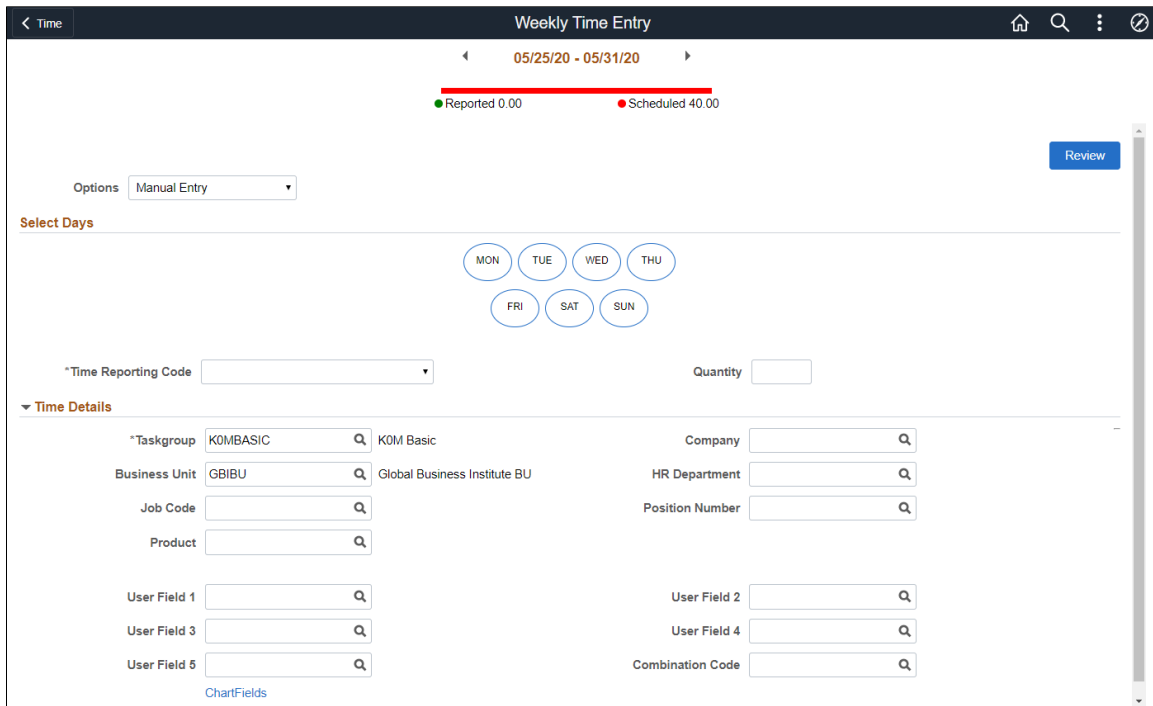 Time Weekly Time Entry
05/25/20 - 05/31/20
Reported 0.00 Scheduled 40.00
Review
Options Manual Entry
Select Days
MON TUE WED THU
FRI SAT SUN
*Time Reporting Code Quantity
Time Details
*Taskgroup K0MBASIC K0M Basic Company
Business Unit GBIBU Global Business Institute BU HR Department
Job Code Position Number
Product
User Field 1 User Field 2
User Field 3 User Field 4
User Field 5 Combination Code
ChartFields